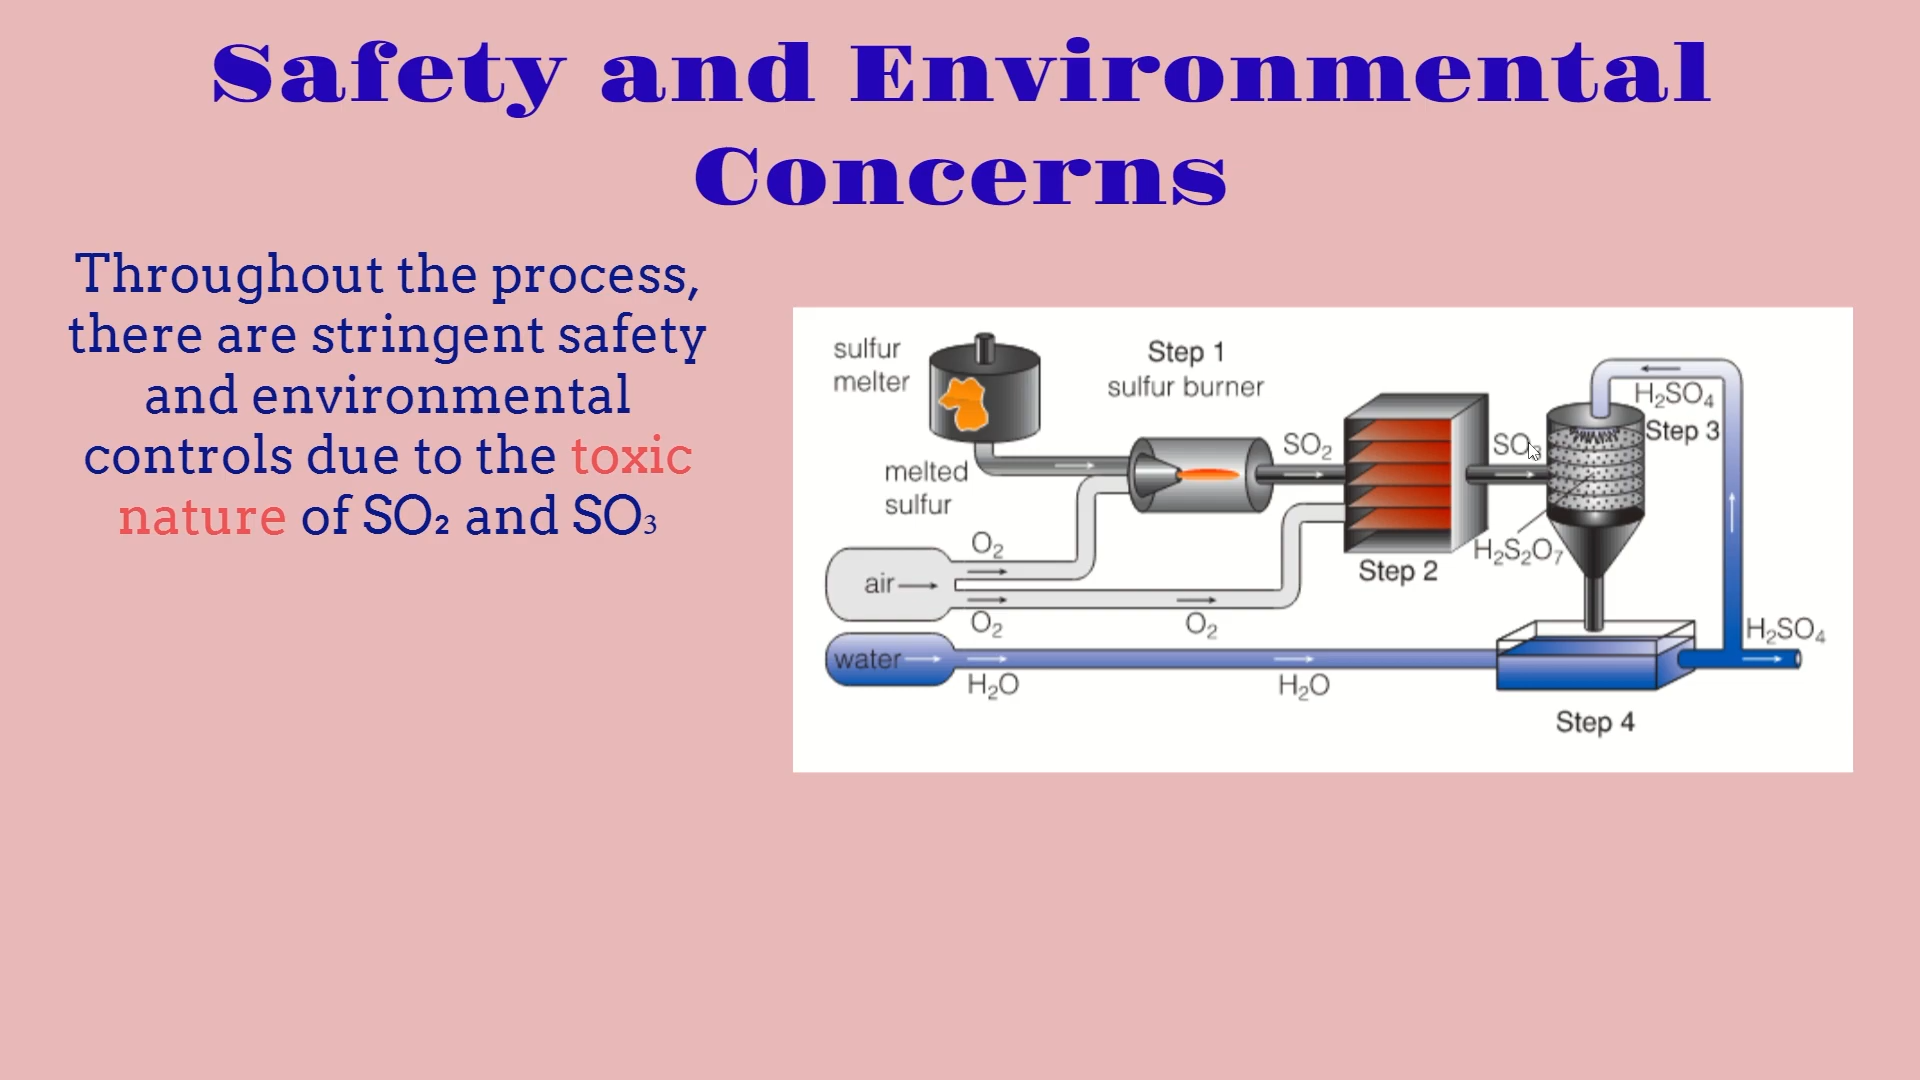 Safety and Environmental
Concerns
Throughout the process,
there are stringent safety
and environmental
controls due to the toxic
nature of SO₂ and SO₃
sulfur
melter
Step 1
sulfur burner
melted
sulfur
SO₂
SO₃
H₂SO₄
Step 3
H₂S₂O₇
Step 2
O₂
air
O₂
O₂
water
H₂O
H₂O
H₂SO₄
Step 4